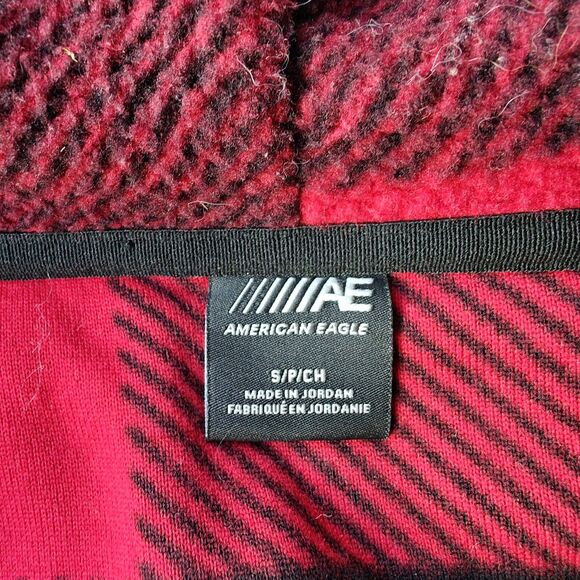 AE
AMERICAN EAGLE
S/P/CH
MADE IN JORDAN
FABRIQUÉ EN JORDANIE